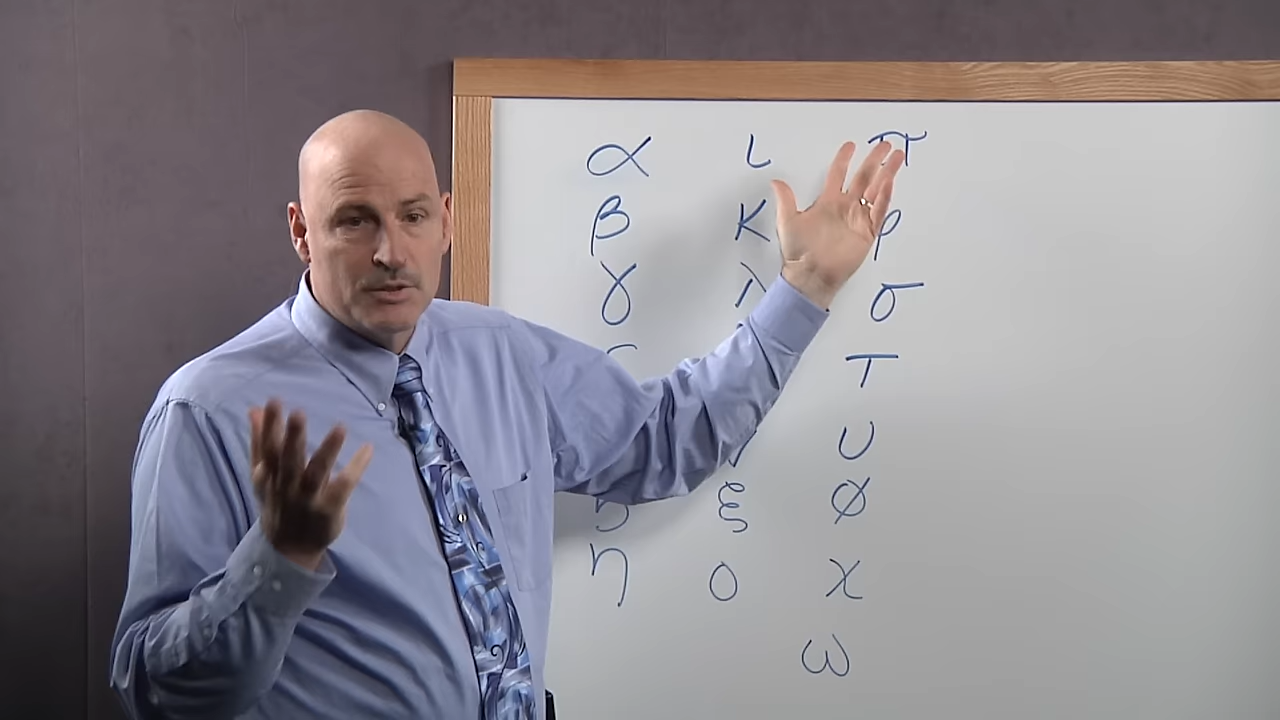 α
β
γ
η
ι
κ
λ
ξ
ο
π
ρ
σ
τ
υ
φ
χ
ω